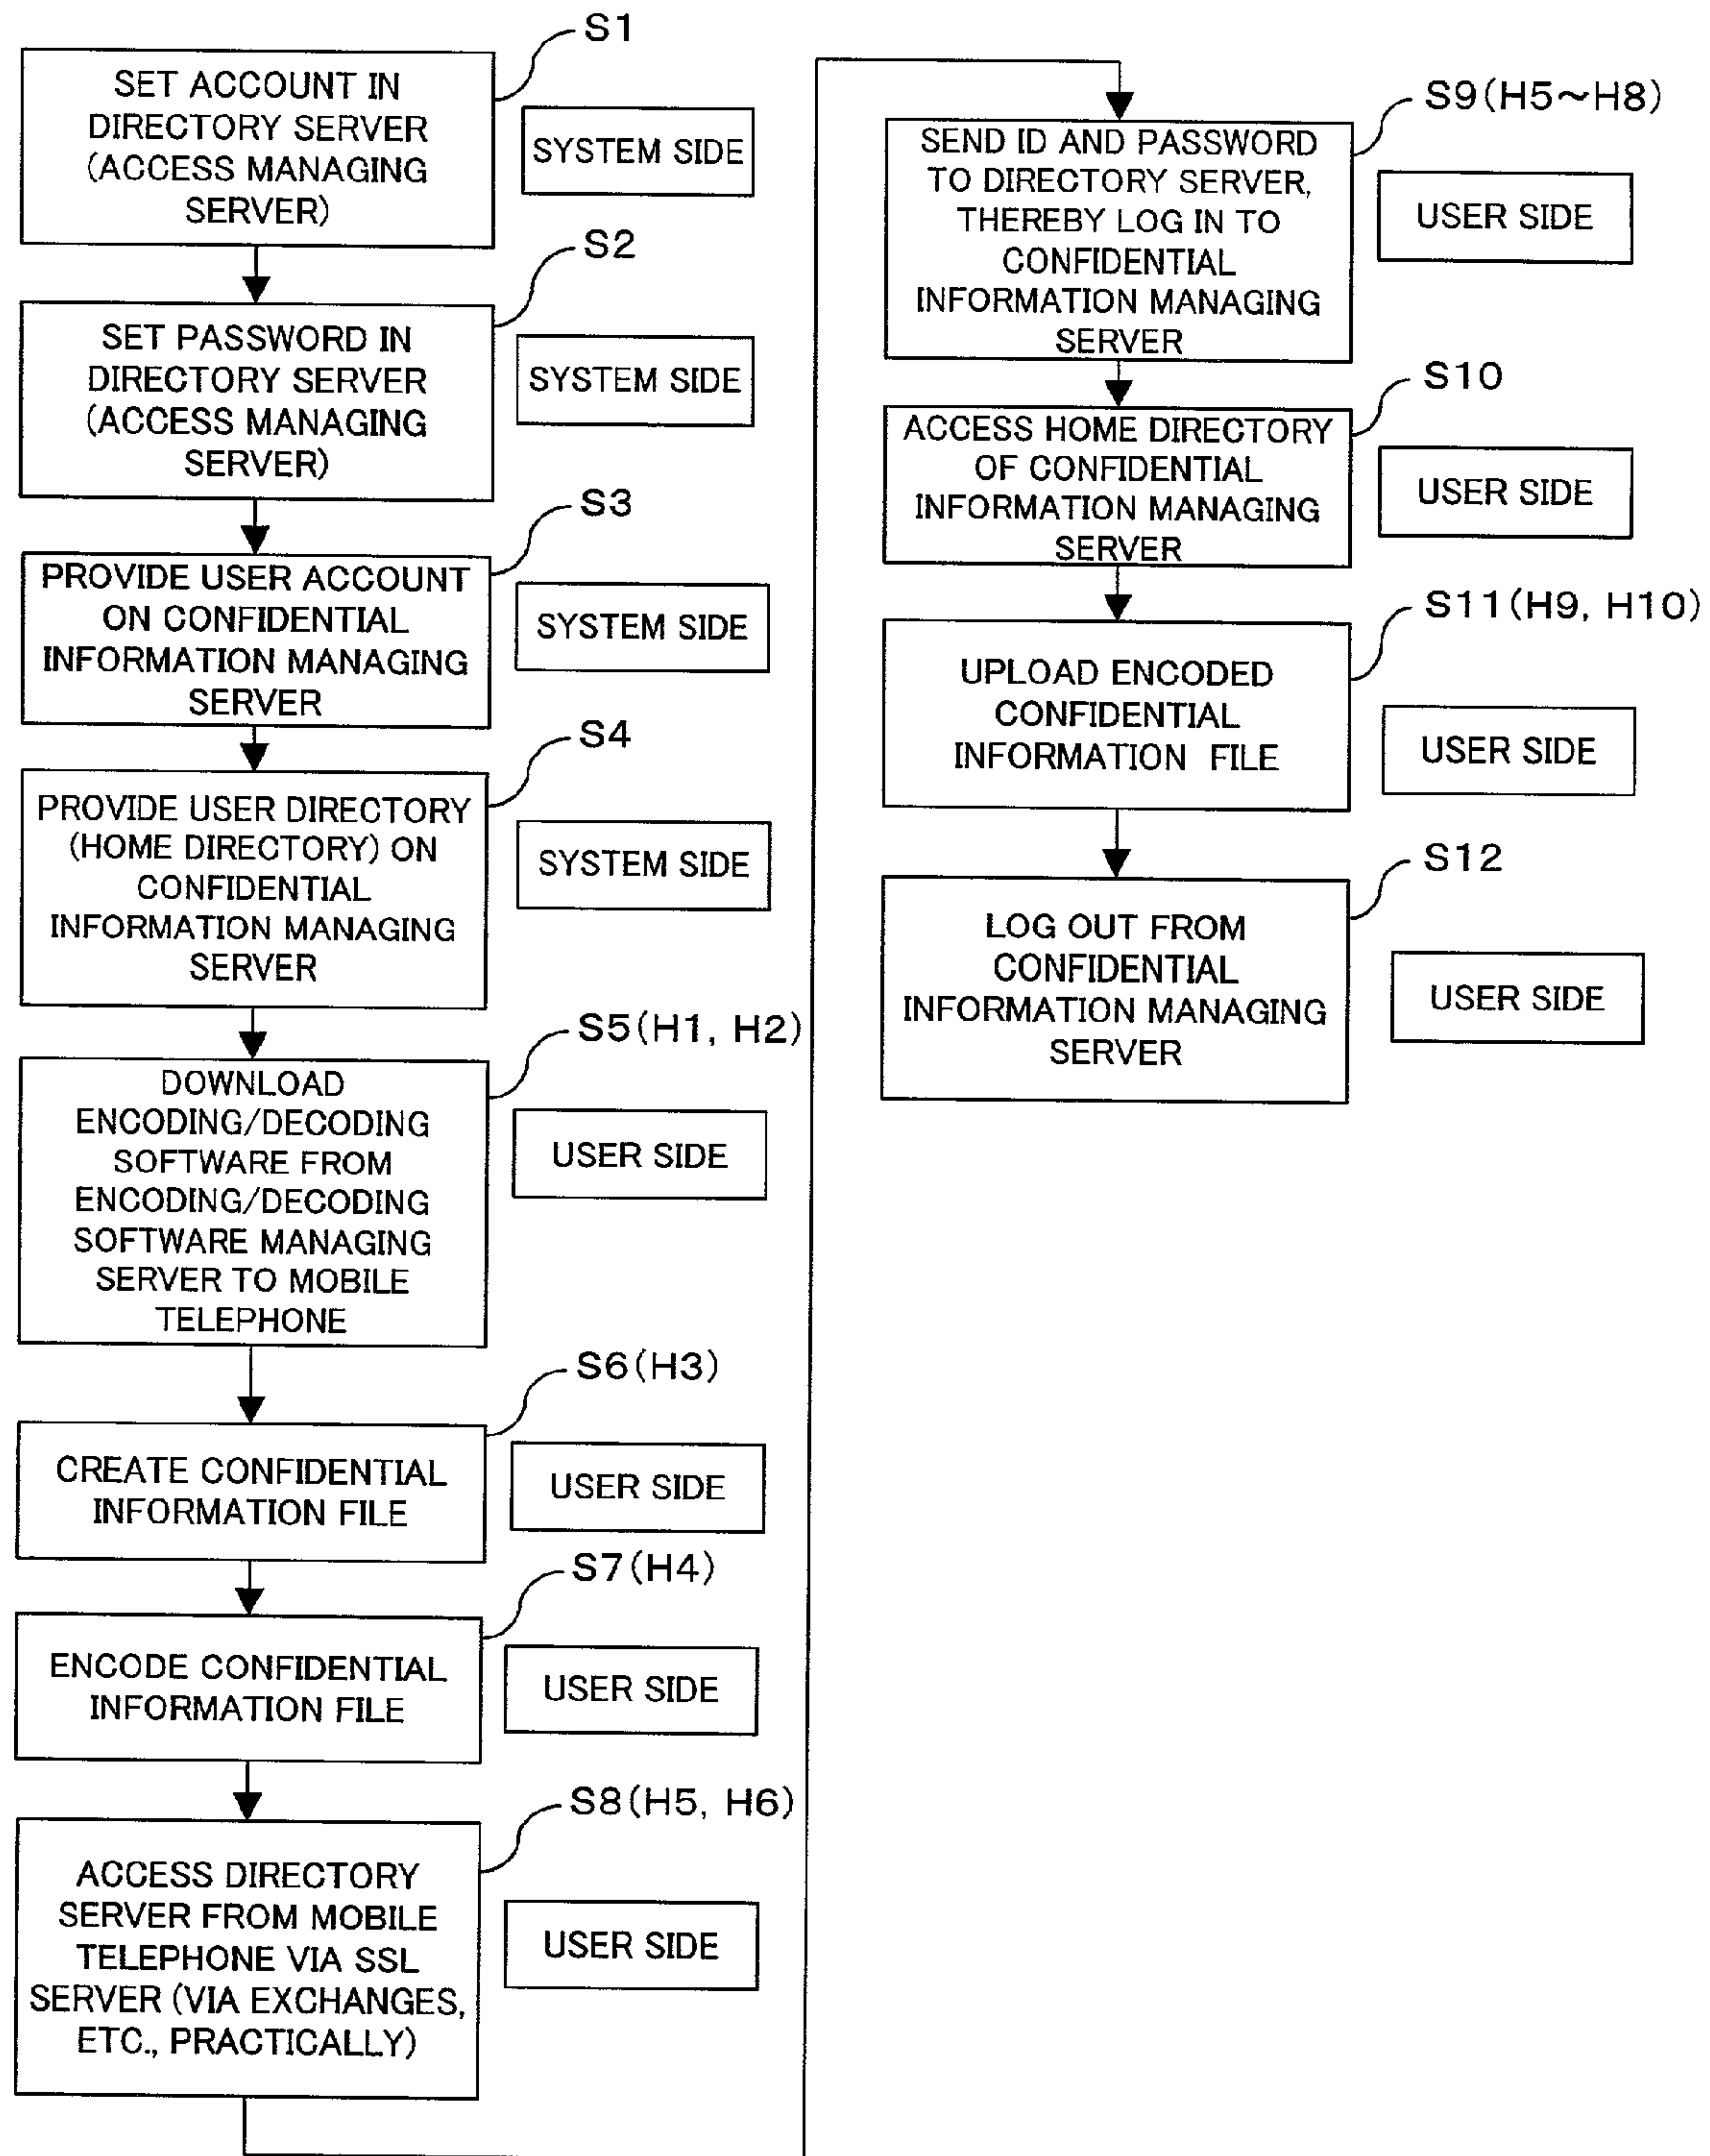 S1
SET ACCOUNT IN
DIRECTORY SERVER
(ACCESS MANAGING
SERVER)
SYSTEM SIDE
S2
SET PASSWORD IN
DIRECTORY SERVER
(ACCESS MANAGING
SERVER)
SYSTEM SIDE
S3
PROVIDE USER ACCOUNT
ON CONFIDENTIAL
INFORMATION MANAGING
SERVER
SYSTEM SIDE
S4
PROVIDE USER DIRECTORY
(HOME DIRECTORY) ON
CONFIDENTIAL
INFORMATION MANAGING
SERVER
SYSTEM SIDE
S5(H1, H2)
DOWNLOAD
ENCODING/DECODING
SOFTWARE FROM
ENCODING/DECODING
SOFTWARE MANAGING
SERVER TO MOBILE
TELEPHONE
USER SIDE
S6(H3)
CREATE CONFIDENTIAL
INFORMATION FILE
USER SIDE
S7(H4)
ENCODE CONFIDENTIAL
INFORMATION FILE
USER SIDE
S8(H5, H6)
ACCESS DIRECTORY
SERVER FROM MOBILE
TELEPHONE VIA SSL
SERVER (VIA EXCHANGES,
ETC., PRACTICALLY)
USER SIDE
S9(H5~H8)
SEND ID AND PASSWORD
TO DIRECTORY SERVER,
THEREBY LOG IN TO
CONFIDENTIAL
INFORMATION MANAGING
SERVER
USER SIDE
S10
ACCESS HOME DIRECTORY
OF CONFIDENTIAL
INFORMATION MANAGING
SERVER
USER SIDE
S11(H9, H10)
UPLOAD ENCODED
CONFIDENTIAL
INFORMATION FILE
USER SIDE
S12
LOG OUT FROM
CONFIDENTIAL
INFORMATION MANAGING
SERVER
USER SIDE